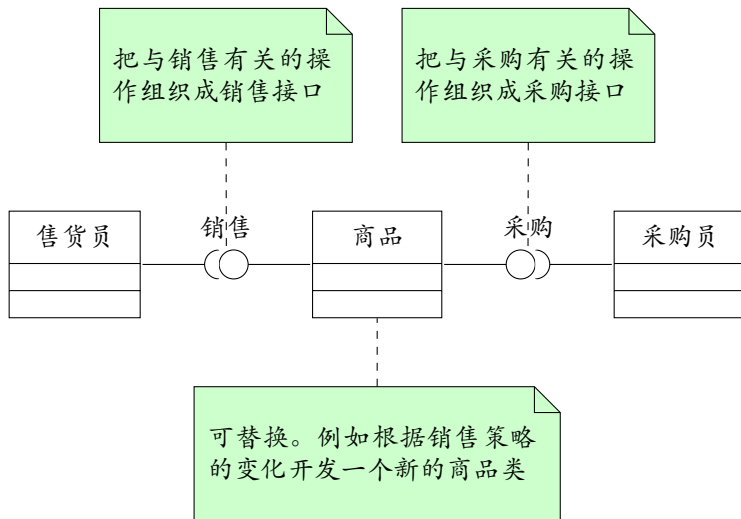 把与销售有关的操
作组织成销售接口
把与采购有关的操
作组织成采购接口
售货员
销售
商品
采购
采购员
可替换。例如根据销售策略
的变化开发一个新的商品类